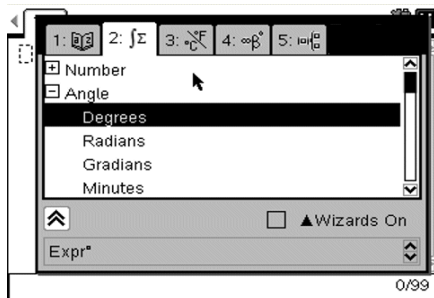 1: 2: ∫Σ 3: °C°F 4: ∞β° 5:
Number
Angle
Degrees
Radians
Gradians
Minutes
▲Wizards On
Expr°
0/99